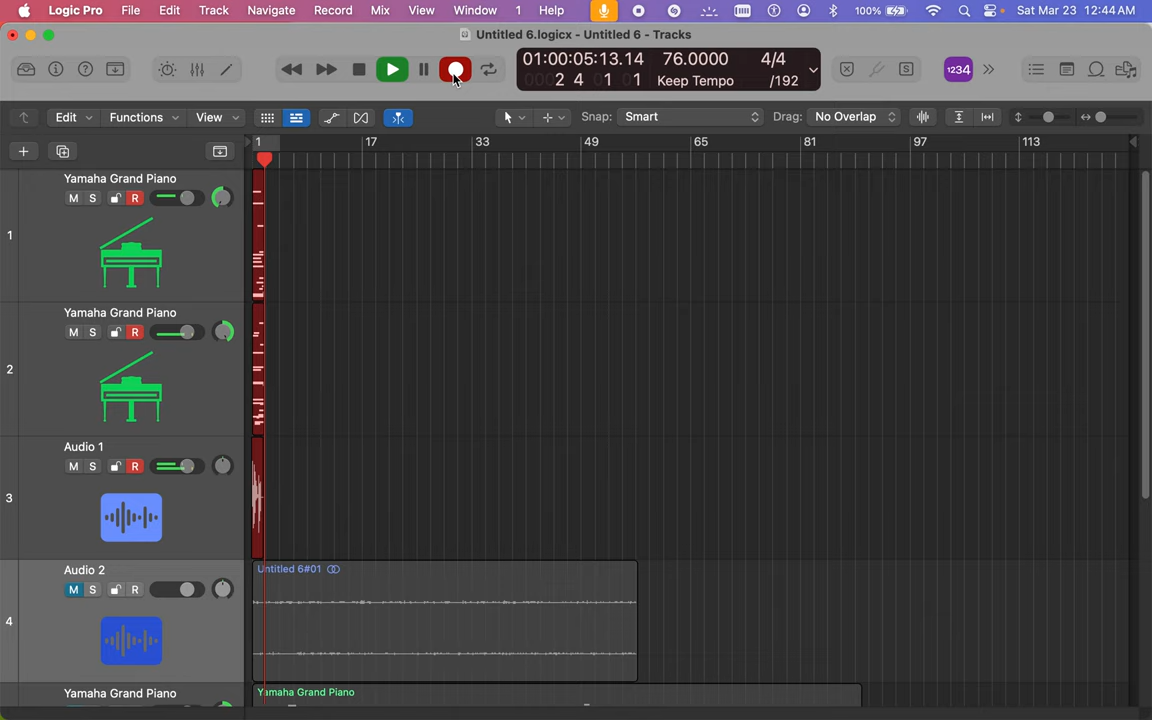 Logic Pro File Edit Track Navigate Record Mix View Window 1 Help 100% Sat Mar 23 12:44 AM
Untitled 6.logicx - Untitled 6 - Tracks
01:00:05:13.14 76.0000 4/4
000 2 4 01 01 Keep Tempo /192
1234
Edit Functions View Snap: Smart Drag: No Overlap
1 17 33 49 65 81 97 113
Yamaha Grand Piano
M S R
1
Yamaha Grand Piano
M S R
2
Audio 1
M S R
3
Audio 2 Untitled 6#01
M S R
4
Yamaha Grand Piano Yamaha Grand Piano